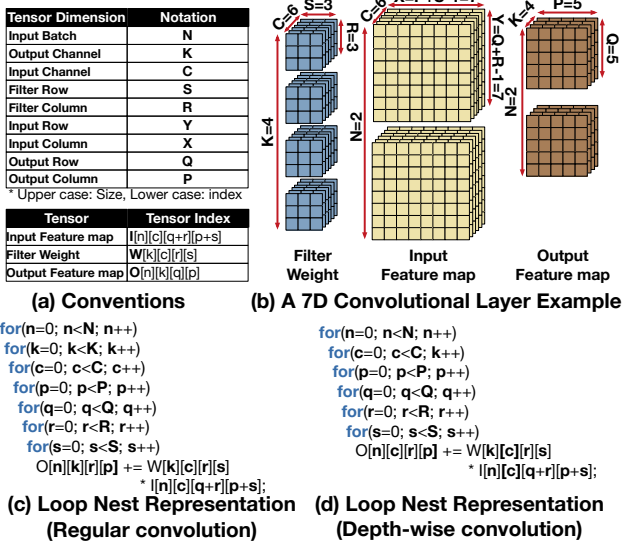 Tensor Dimension Notation
Input Batch N
Output Channel K
Input Channel C
Filter Row S
Filter Column R
Input Row Y
Input Column X
Output Row Q
Output Column P
* Upper case: Size, Lower case: index
Tensor Tensor Index
Input Feature map I[n][c][q+r][p+s]
Filter Weight W[k][c][r][s]
Output Feature map O[n][k][q][p]
(a) Conventions
C=6
S=3
R=3
K=4
Filter
Weight
C=6
Y=Q+R-1=7
N=2
Input
Feature map
K=4
P=5
Q=5
N=2
Output
Feature map
(b) A 7D Convolutional Layer Example
for(n=0; n<N; n++)
for(k=0; k<K; k++)
for(c=0; c<C; c++)
for(p=0; p<P; p++)
for(q=0; q<Q; q++)
for(r=0; r<R; r++)
for(s=0; s<S; s++)
O[n][k][r][p] += W[k][c][r][s]
* I[n][c][q+r][p+s];
(c) Loop Nest Representation
(Regular convolution)
for(n=0; n<N; n++)
for(c=0; c<C; k++)
for(p=0; p<P; p++)
for(q=0; q<Q; q++)
for(r=0; r<R; r++)
for(s=0; s<S; s++)
O[n][c][r][p] += W[k][c][r][s]
* I[n][c][q+r][p+s];
(d) Loop Nest Representation
(Depth-wise convolution)